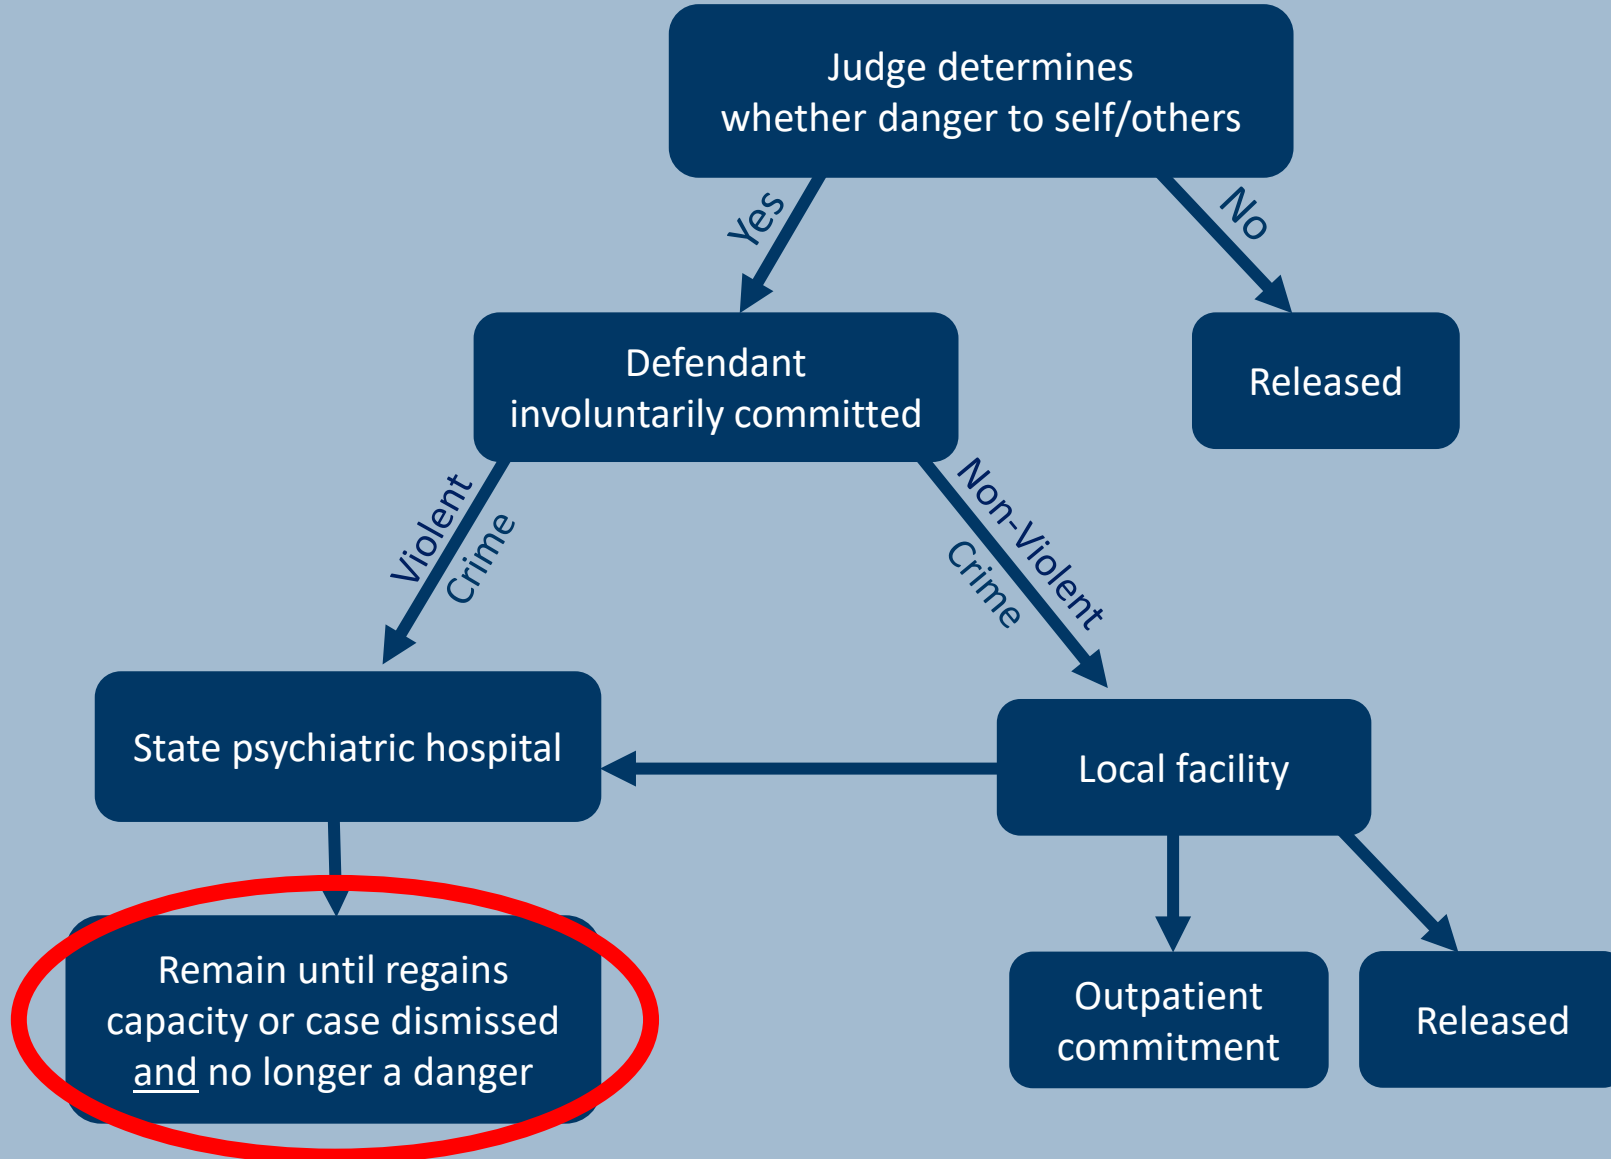 Judge determines
whether danger to self/others
Yes
No
Defendant
involuntarily committed
Released
Violent
Crime
Non-Violent
Crime
State psychiatric hospital
Local facility
Remain until regains
capacity or case dismissed
and no longer a danger
Outpatient
commitment
Released